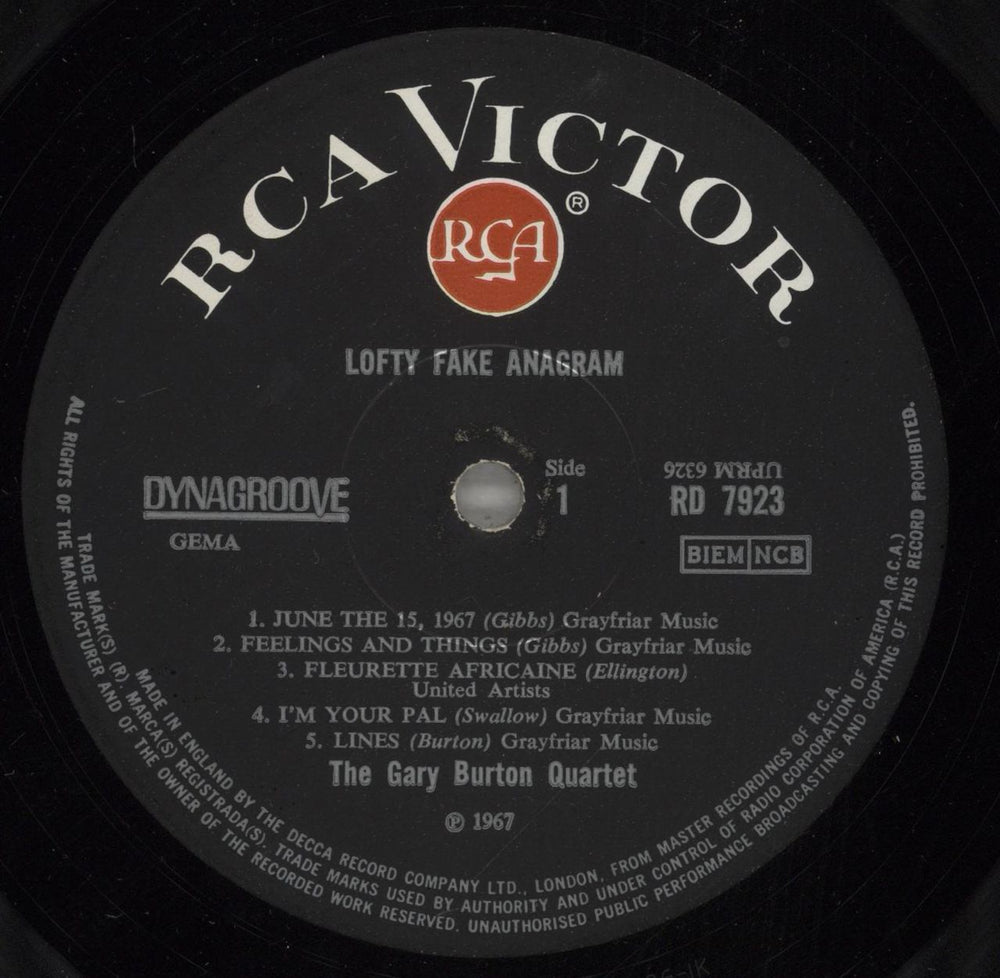 RCA VICTOR
RCA ®
LOFTY FAKE ANAGRAM
DYNAGROOVE
GEMA
Side
1
UPRM 6326
RD 7923
BIEM NCB
1. JUNE THE 15, 1967 (Gibbs) Grayfriar Music
2. FEELINGS AND THINGS (Gibbs) Grayfriar Music
3. FLEURETTE AFRICAINE (Ellington)
United Artists
4. I'M YOUR PAL (Swallow) Grayfriar Music
5. LINES (Burton) Grayfriar Music
The Gary Burton Quartet
℗ 1967
MADE IN ENGLAND BY THE DECCA RECORD COMPANY LTD., LONDON, FROM MASTER RECORDINGS OF R.C.A.
TRADE MARK(S) (R). MARCA(S) REGISTRADA(S). TRADE MARKS USED BY AUTHORITY AND UNDER CONTROL OF RADIO CORPORATION OF AMERICA (R.C.A.)
ALL RIGHTS OF THE MANUFACTURER AND OF THE OWNER OF THE RECORDED WORK RESERVED. UNAUTHORISED PUBLIC PERFORMANCE BROADCASTING AND COPYING OF THIS RECORD PROHIBITED.